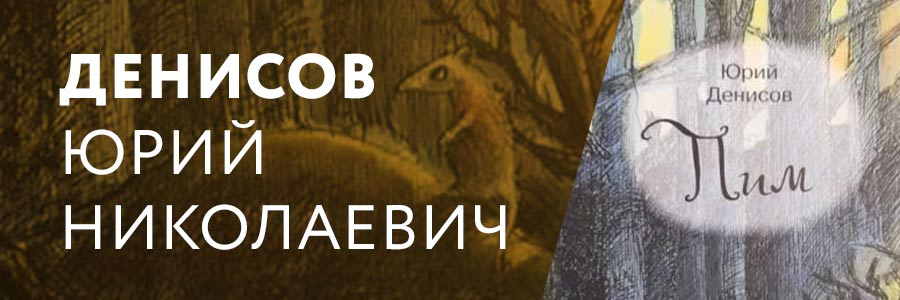 ДЕНИСОВ
ЮРИЙ
НИКОЛАЕВИЧ
Юрий
Денисов
Пим